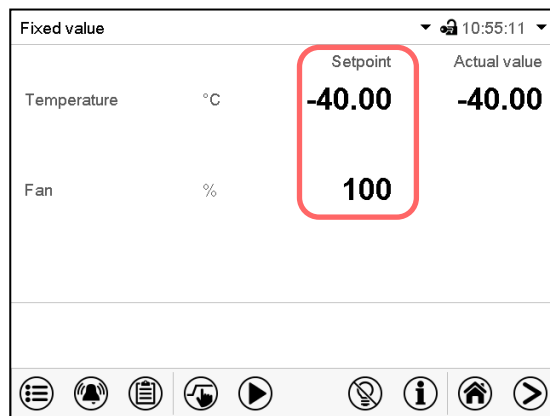 Fixed value 10:55:11
Setpoint Actual value
Temperature °C -40.00 -40.00
Fan % 100